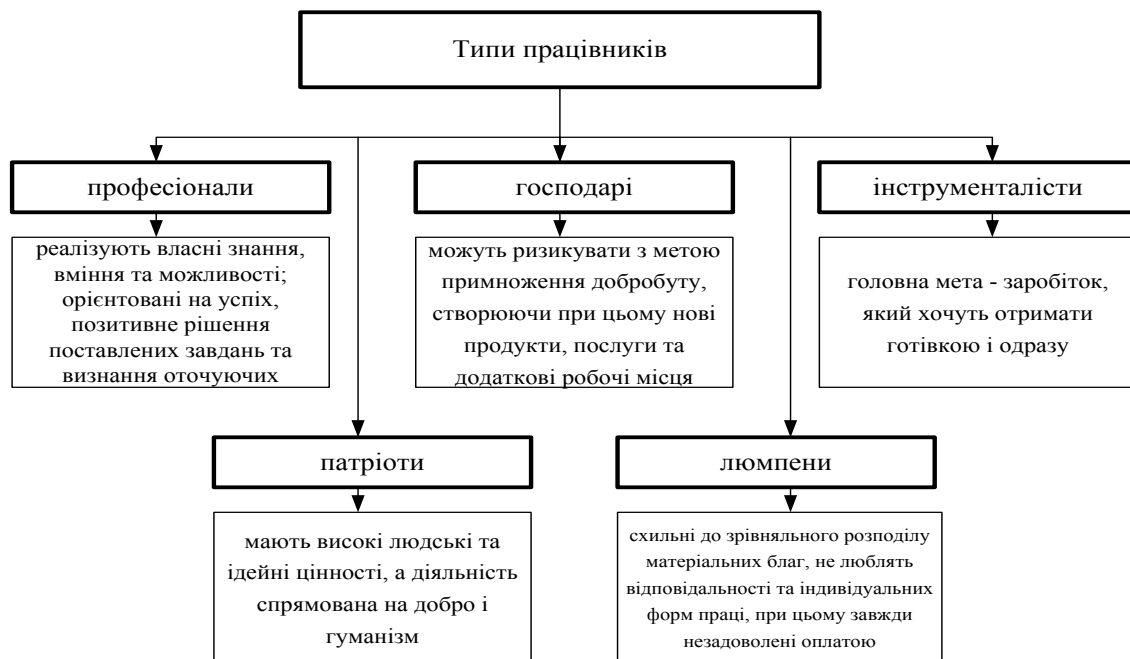 Типи працівників
професіонали
реалізують власні знання,
вміння та можливості;
орієнтовані на успіх,
позитивне рішення
поставлених завдань та
визнання оточуючих
господарі
можуть ризикувати з метою
примноження добробуту,
створюючи при цьому нові
продукти, послуги та
додаткові робочі місця
інструменталісти
головна мета - заробіток,
який хочуть отримати
готівкою і одразу
патріоти
мають високі людські та
ідейні цінності, а діяльність
спрямована на добро і
гуманізм
люмпени
схильні до зрівняльного розподілу
матеріальних благ, не люблять
відповідальності та індивідуальних
форм праці, при цьому завжди
незадоволені оплатою